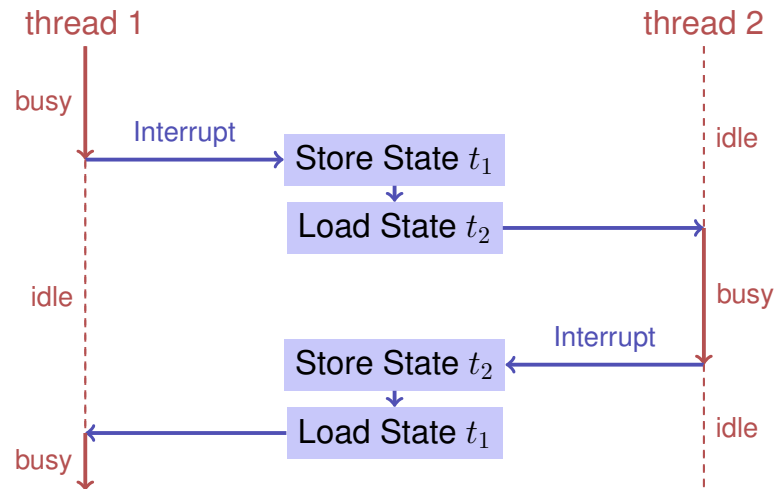 thread 1
thread 2
busy
Interrupt
idle
Store State t₁
Load State t₂
idle
busy
Interrupt
Store State t₂
Load State t₁
idle
busy